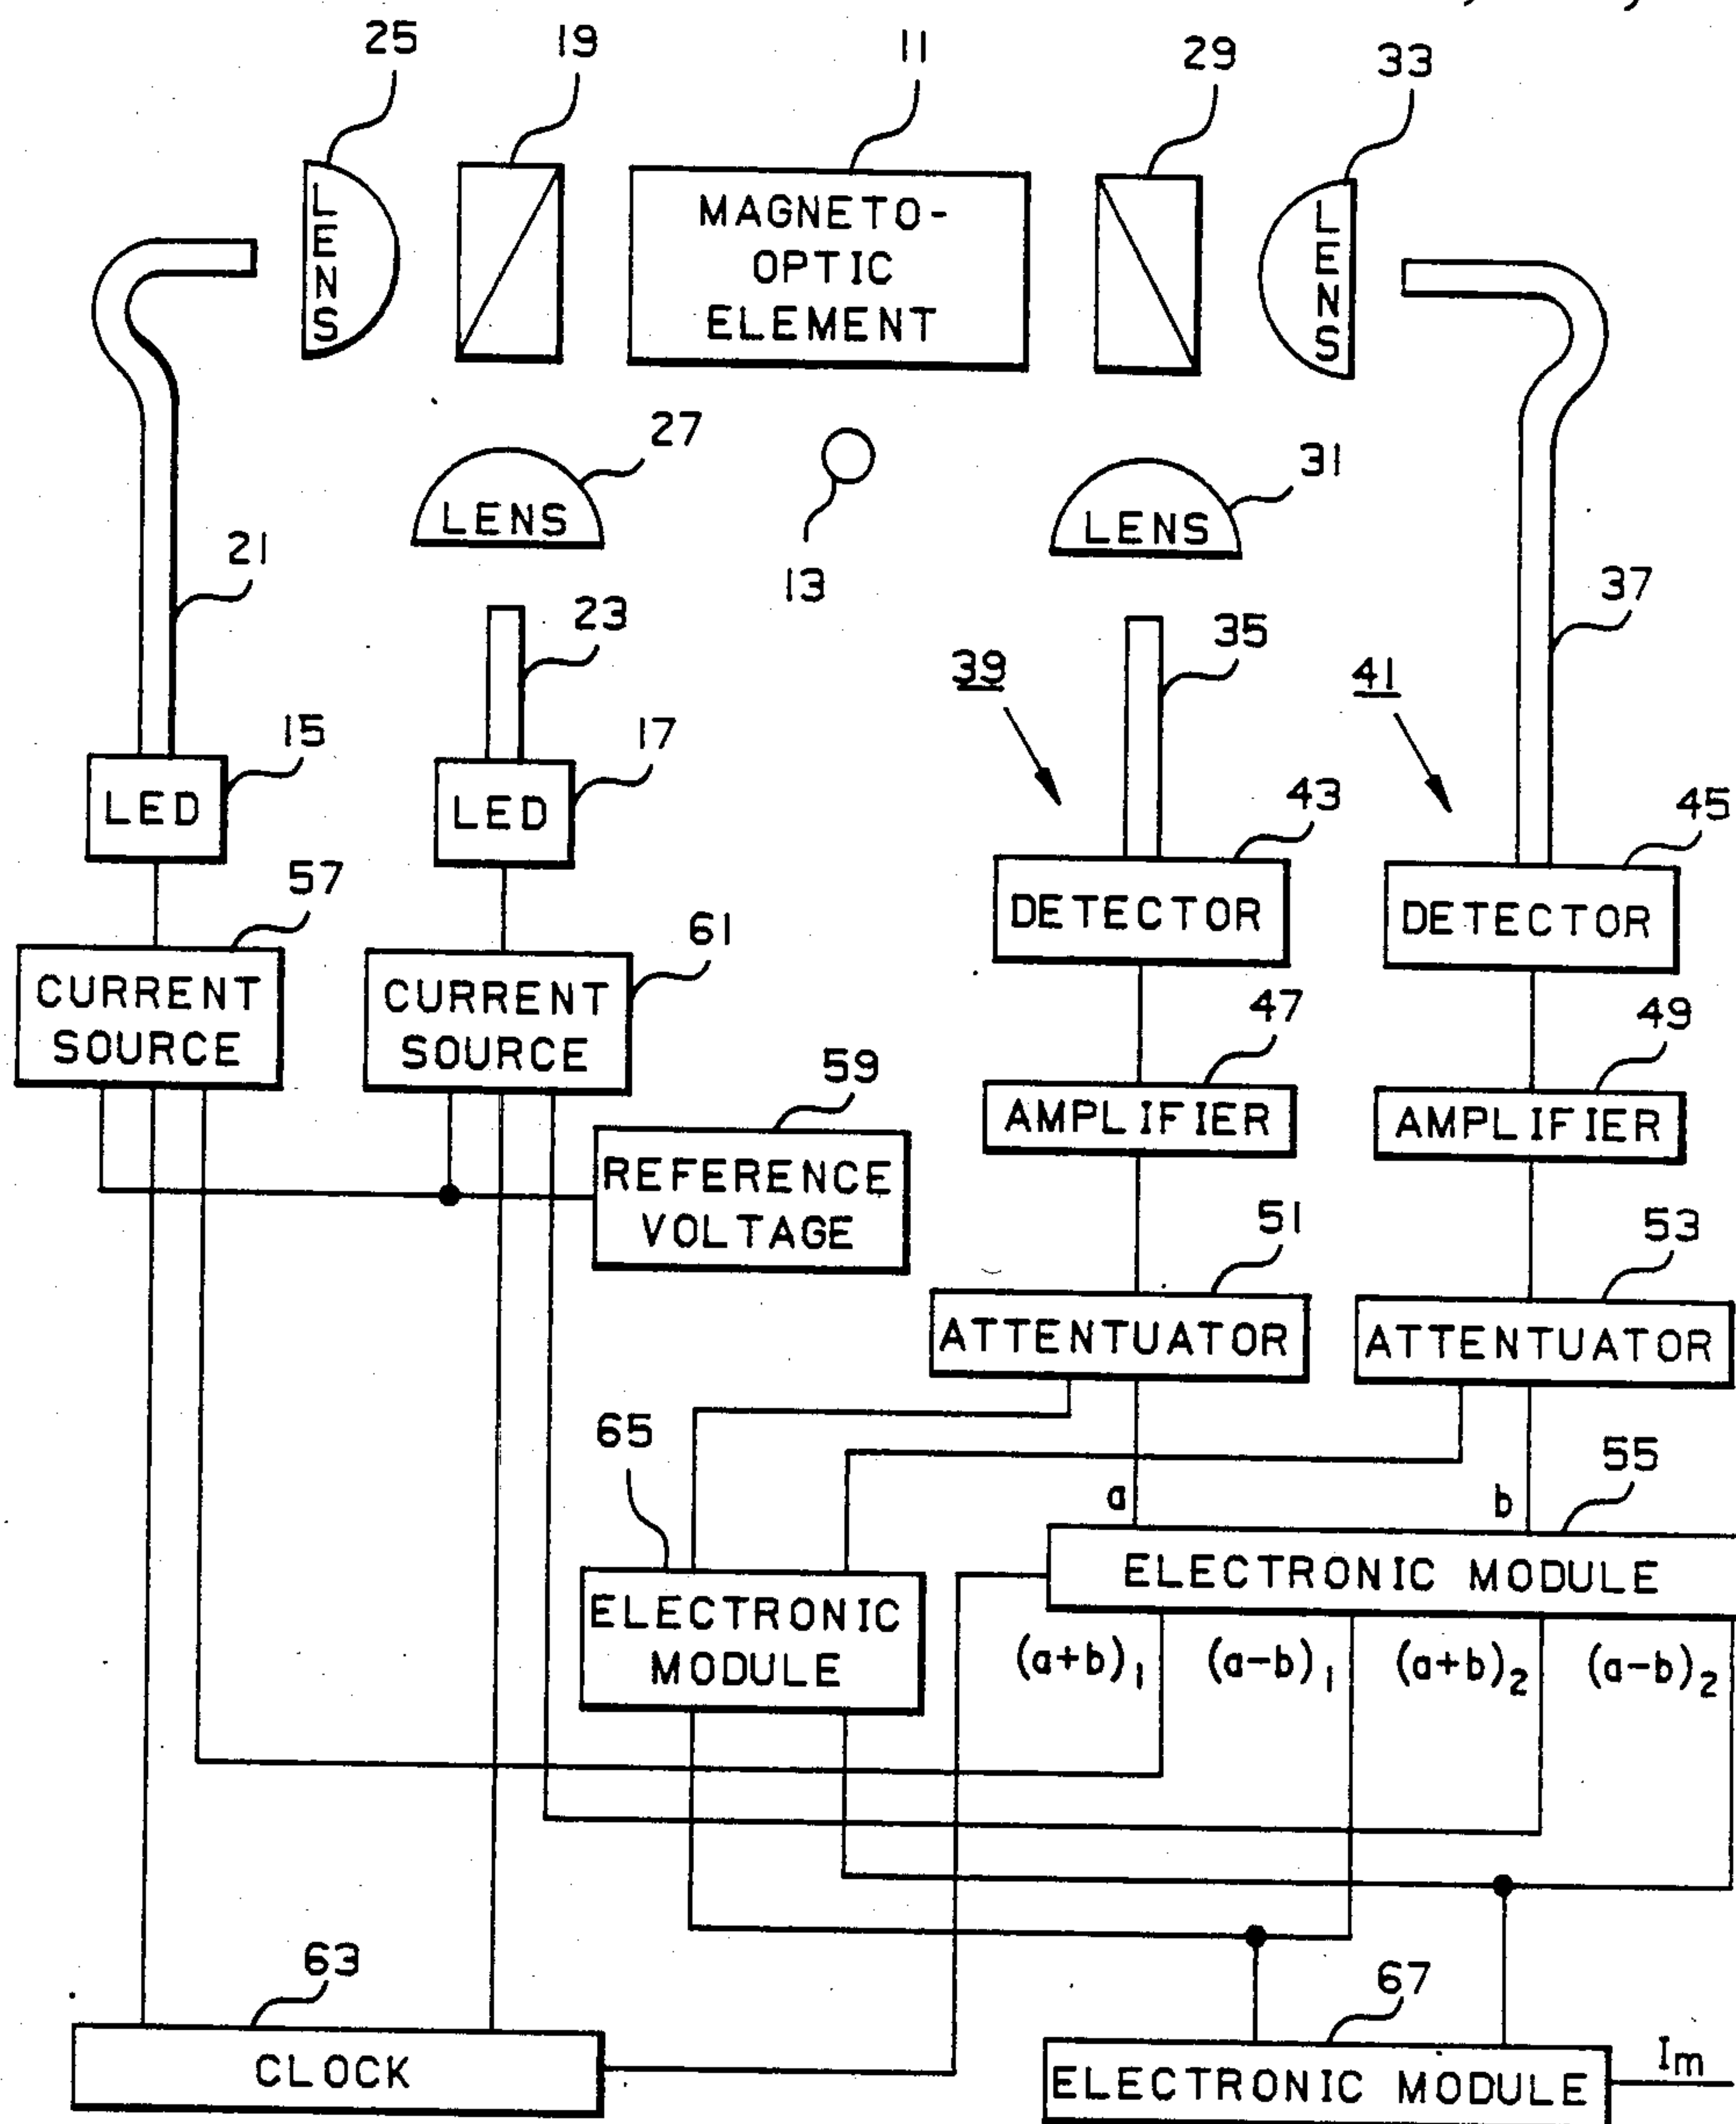 25
19
11
29
33
LENS
MAGNETO-
OPTIC
ELEMENT
LENS
27
LENS
13
31
LENS
21
23
37
35
39
41
15
LED
17
LED
43
DETECTOR
45
DETECTOR
57
CURRENT
SOURCE
61
CURRENT
SOURCE
47
AMPLIFIER
49
AMPLIFIER
59
REFERENCE
VOLTAGE
51
ATTENTUATOR
53
ATTENTUATOR
65
a
b
55
ELECTRONIC MODULE
ELECTRONIC
MODULE
(a+b)1 (a-b)1 (a+b)2 (a-b)2
63
CLOCK
67
ELECTRONIC MODULE
Im